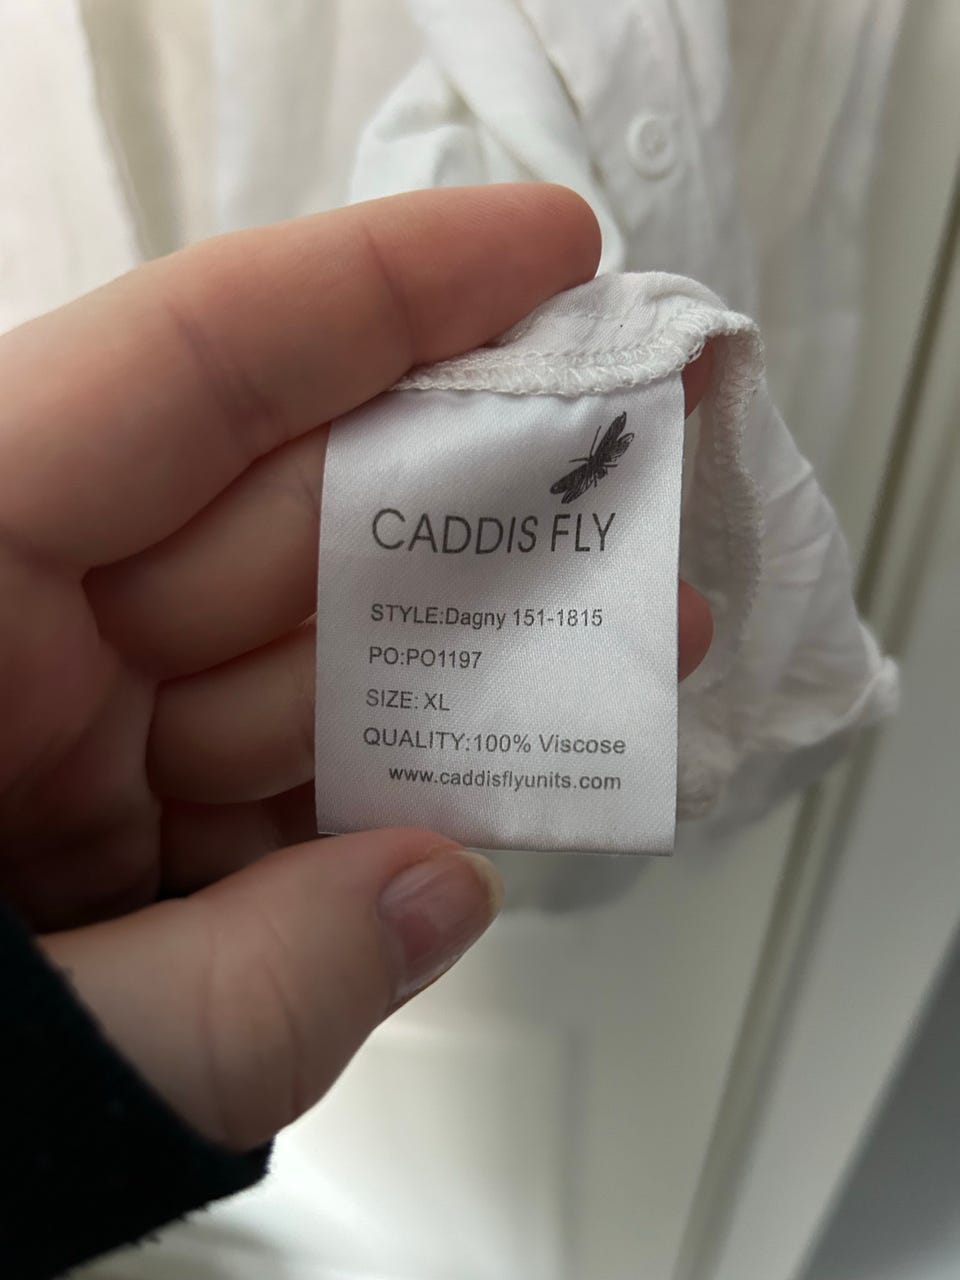 CADDIS FLY
STYLE:Dagny 151-1815
PO:PO1197
SIZE: XL
QUALITY:100% Viscose
www.caddisflyunits.com